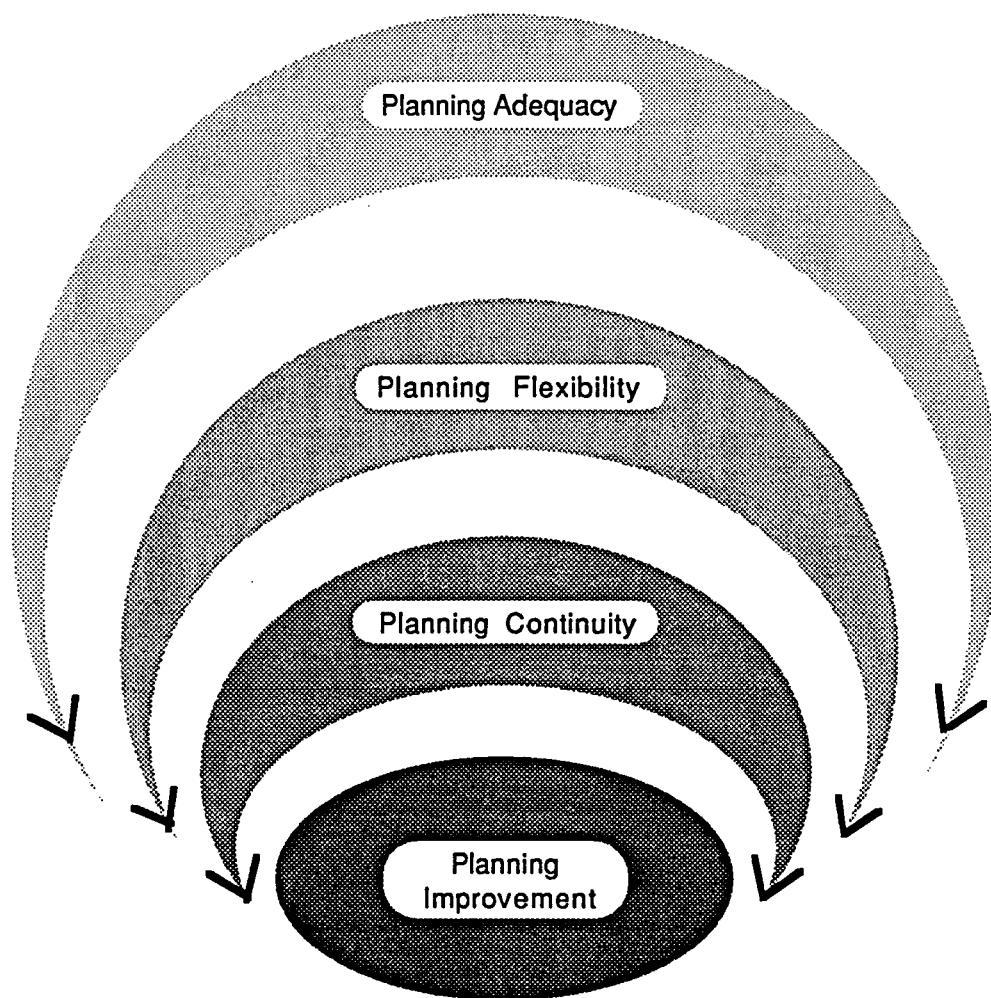 Planning Adequacy
Planning Flexibility
Planning Continuity
Planning
Improvement